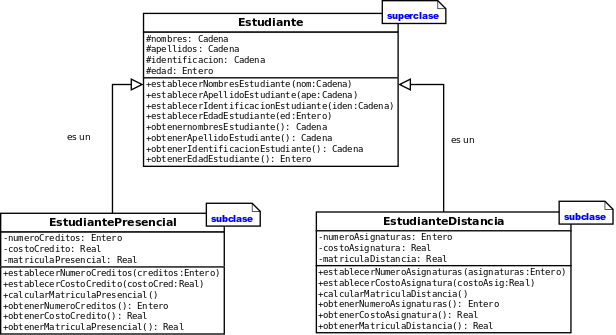 superclase
Estudiante
#nombres: Cadena
#apellidos: Cadena
#identificacion: Cadena
#edad: Entero
+establecerNombresEstudiante(nom:Cadena)
+establecerApellidoEstudiante(ape:Cadena)
+establecerIdentificacionEstudiante(iden:Cadena)
+establecerEdadEstudiante(ed:Entero)
+obtenernombresEstudiante(): Cadena
+obtenerApellidoEstudiante(): Cadena
+obtenerIdentificacionEstudiante(): Cadena
+obtenerEdadEstudiante(): Entero
es un
es un
subclase
EstudiantePresencial
-numeroCreditos: Entero
-costoCredito: Real
-matriculaPresencial: Real
+establecerNumeroCreditos(creditos:Entero)
+establecerCostoCredito(costoCred:Real)
+calcularMatriculaPresencial()
+obtenerNumeroCreditos(): Entero
+obtenerCostoCredito(): Real
+obtenerMatriculaPresencial(): Real
subclase
EstudianteDistancia
-numeroAsignaturas: Entero
-costoAsignatura: Real
-matriculaDistancia: Real
+establecerNumeroAsignaturas(asignaturas:Entero)
+establecerCostoAsignatura(costoAsig:Real)
+calcularMatriculaDistancia()
+obtenerNumeroAsignaturas(): Entero
+obtenerCostoAsignatura(): Real
+obtenerMatriculaDistancia(): Real